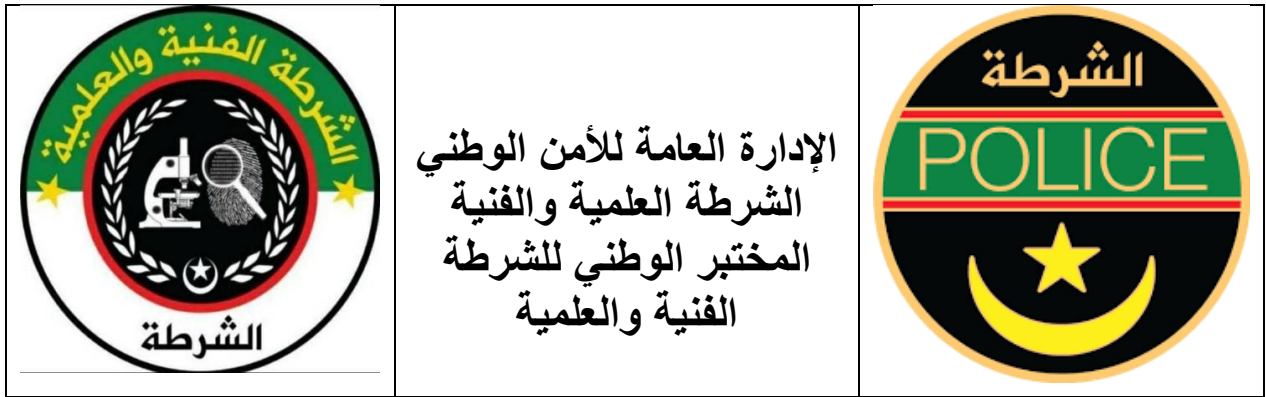 الشرطة
POLICE
الإدارة العامة للأمن الوطني
الشرطة العلمية والفنية
المختبر الوطني للشرطة
الفنية والعلمية
الشرطة الفنية والعلمية
الشرطة